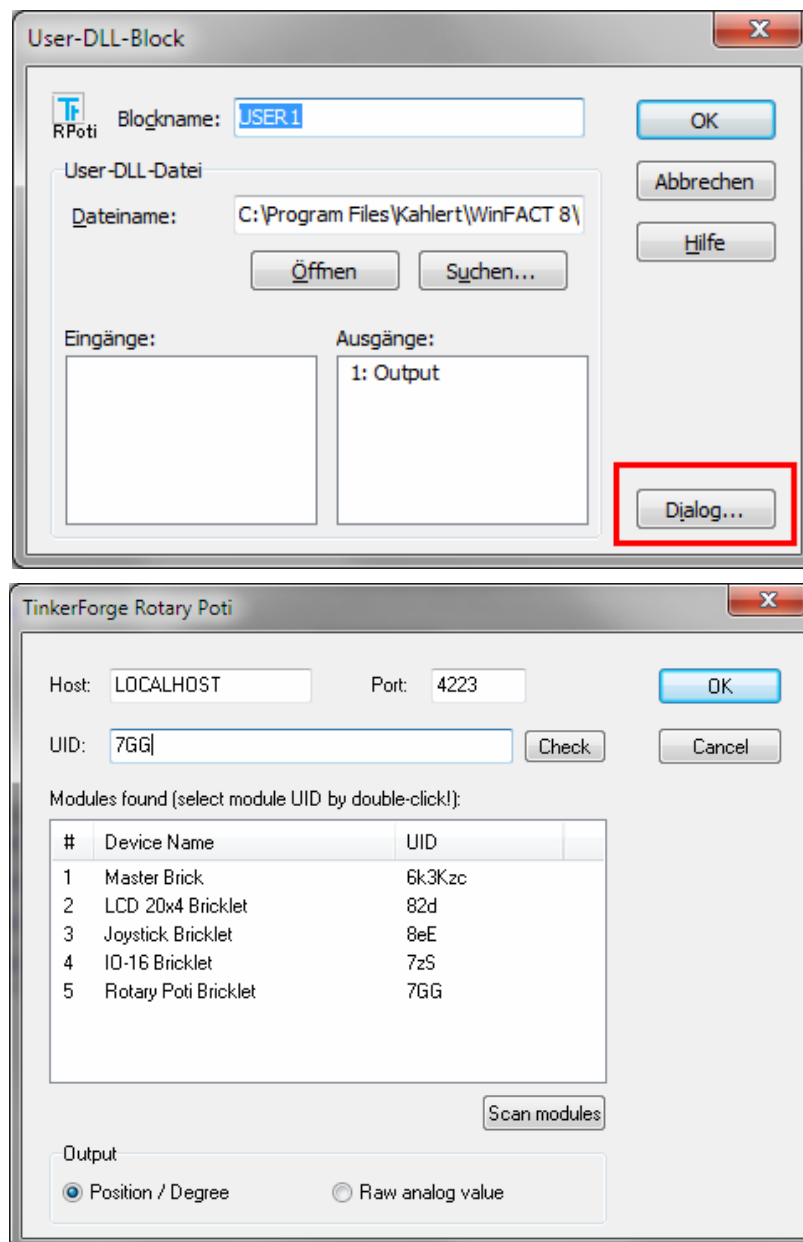 User-DLL-Block
RPoti
Blockname: USER1
OK
User-DLL-Datei
Abbrechen
Dateiname: C:\Program Files\Kahlert\WinFACT 8\
Hilfe
Öffnen Suchen...
Eingänge: Ausgänge:
1: Output
Dialog...
TinkerForge Rotary Poti
Host: LOCALHOST Port: 4223 OK
UID: 7GG Check Cancel
Modules found (select module UID by double-click!):
# Device Name UID
1 Master Brick 6k3Kzc
2 LCD 20x4 Bricklet 82d
3 Joystick Bricklet 8eE
4 IO-16 Bricklet 7zS
5 Rotary Poti Bricklet 7GG
Scan modules
Output
Position / Degree Raw analog value